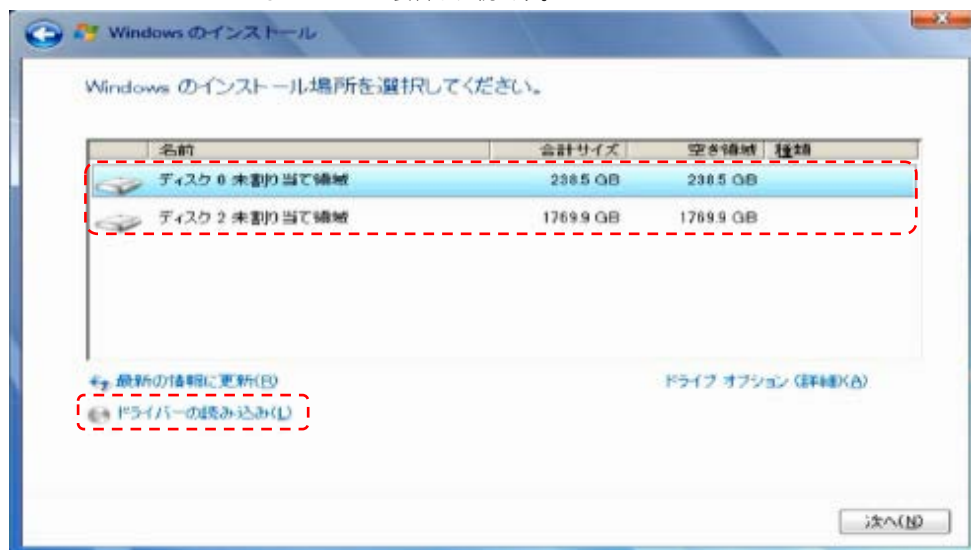 Windows のインストール
Windows のインストール場所を選択してください。
名前 合計サイズ 空き領域 種類
ディスク 0 未割り当て領域 238.5 GB 238.5 GB
ディスク 2 未割り当て領域 1769.9 GB 1769.9 GB
最新の情報に更新(R) ドライブ オプション (詳細)(A)
ドライバーの読み込み(L)
次へ(N)